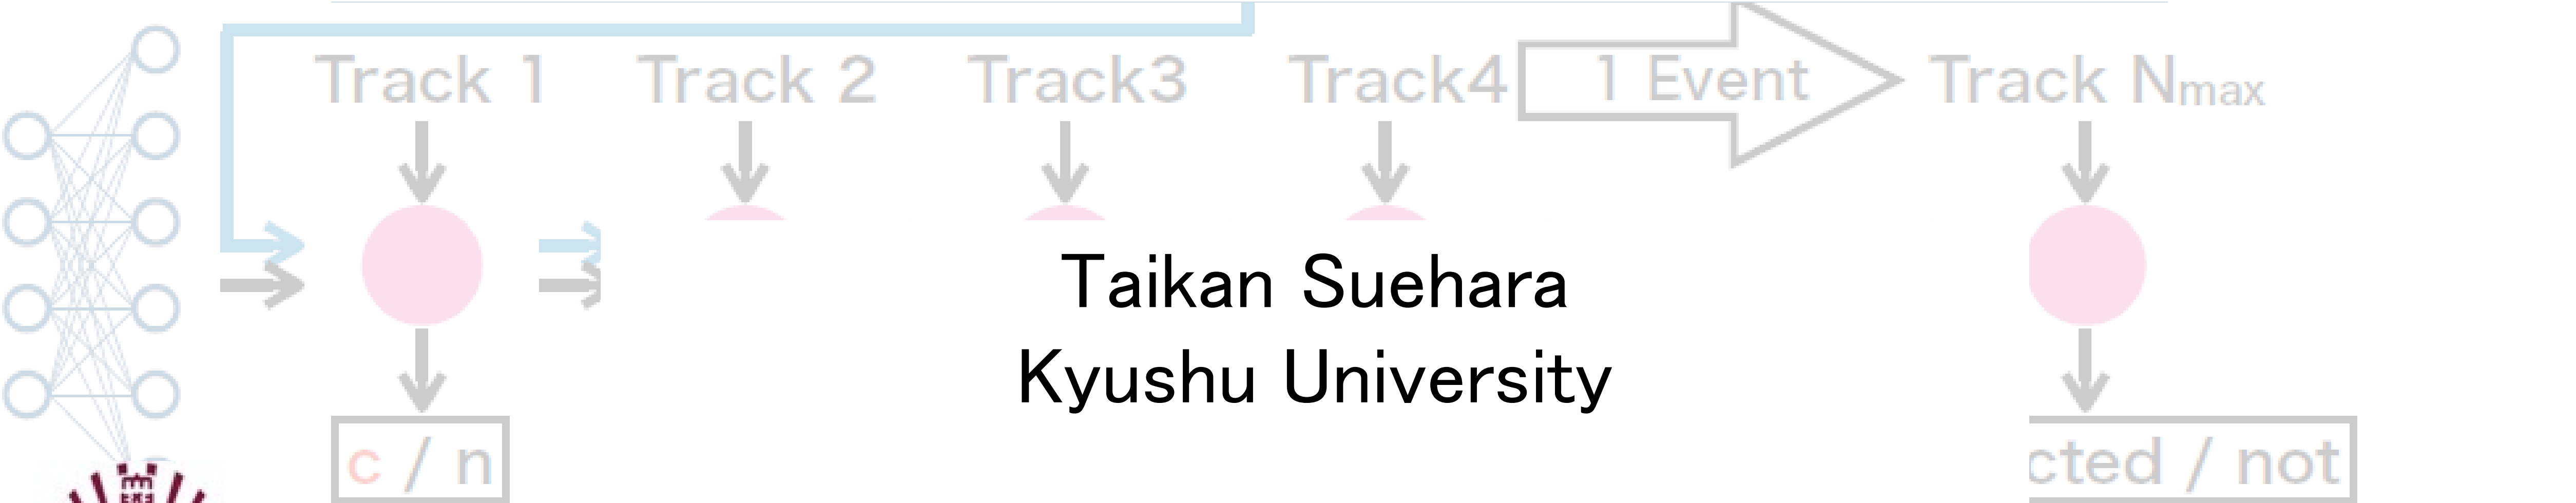 Track 1 Track 2 Track3 Track4 1 Event Track Nmax
Taikan Suehara
Kyushu University
c / n
cted / not